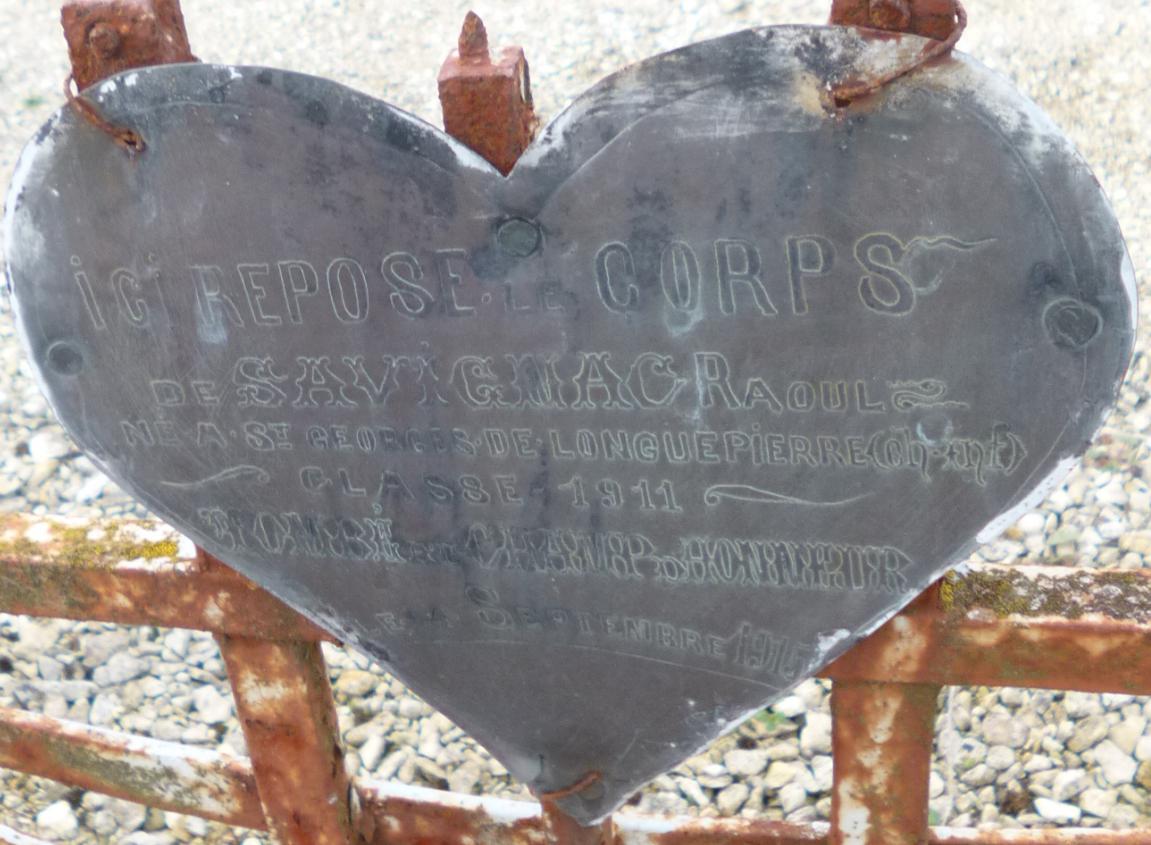 ici REPOSE·LE CORPS
DE SAVIGNAC RAOUL
NÉ A·ST GEORGES·DE·LONGUEPiERRE (Ch·inf)
CLASSE 1911
TOMBÉ AU CHAMP D'HONNEUR
LE SEPTEMBRE